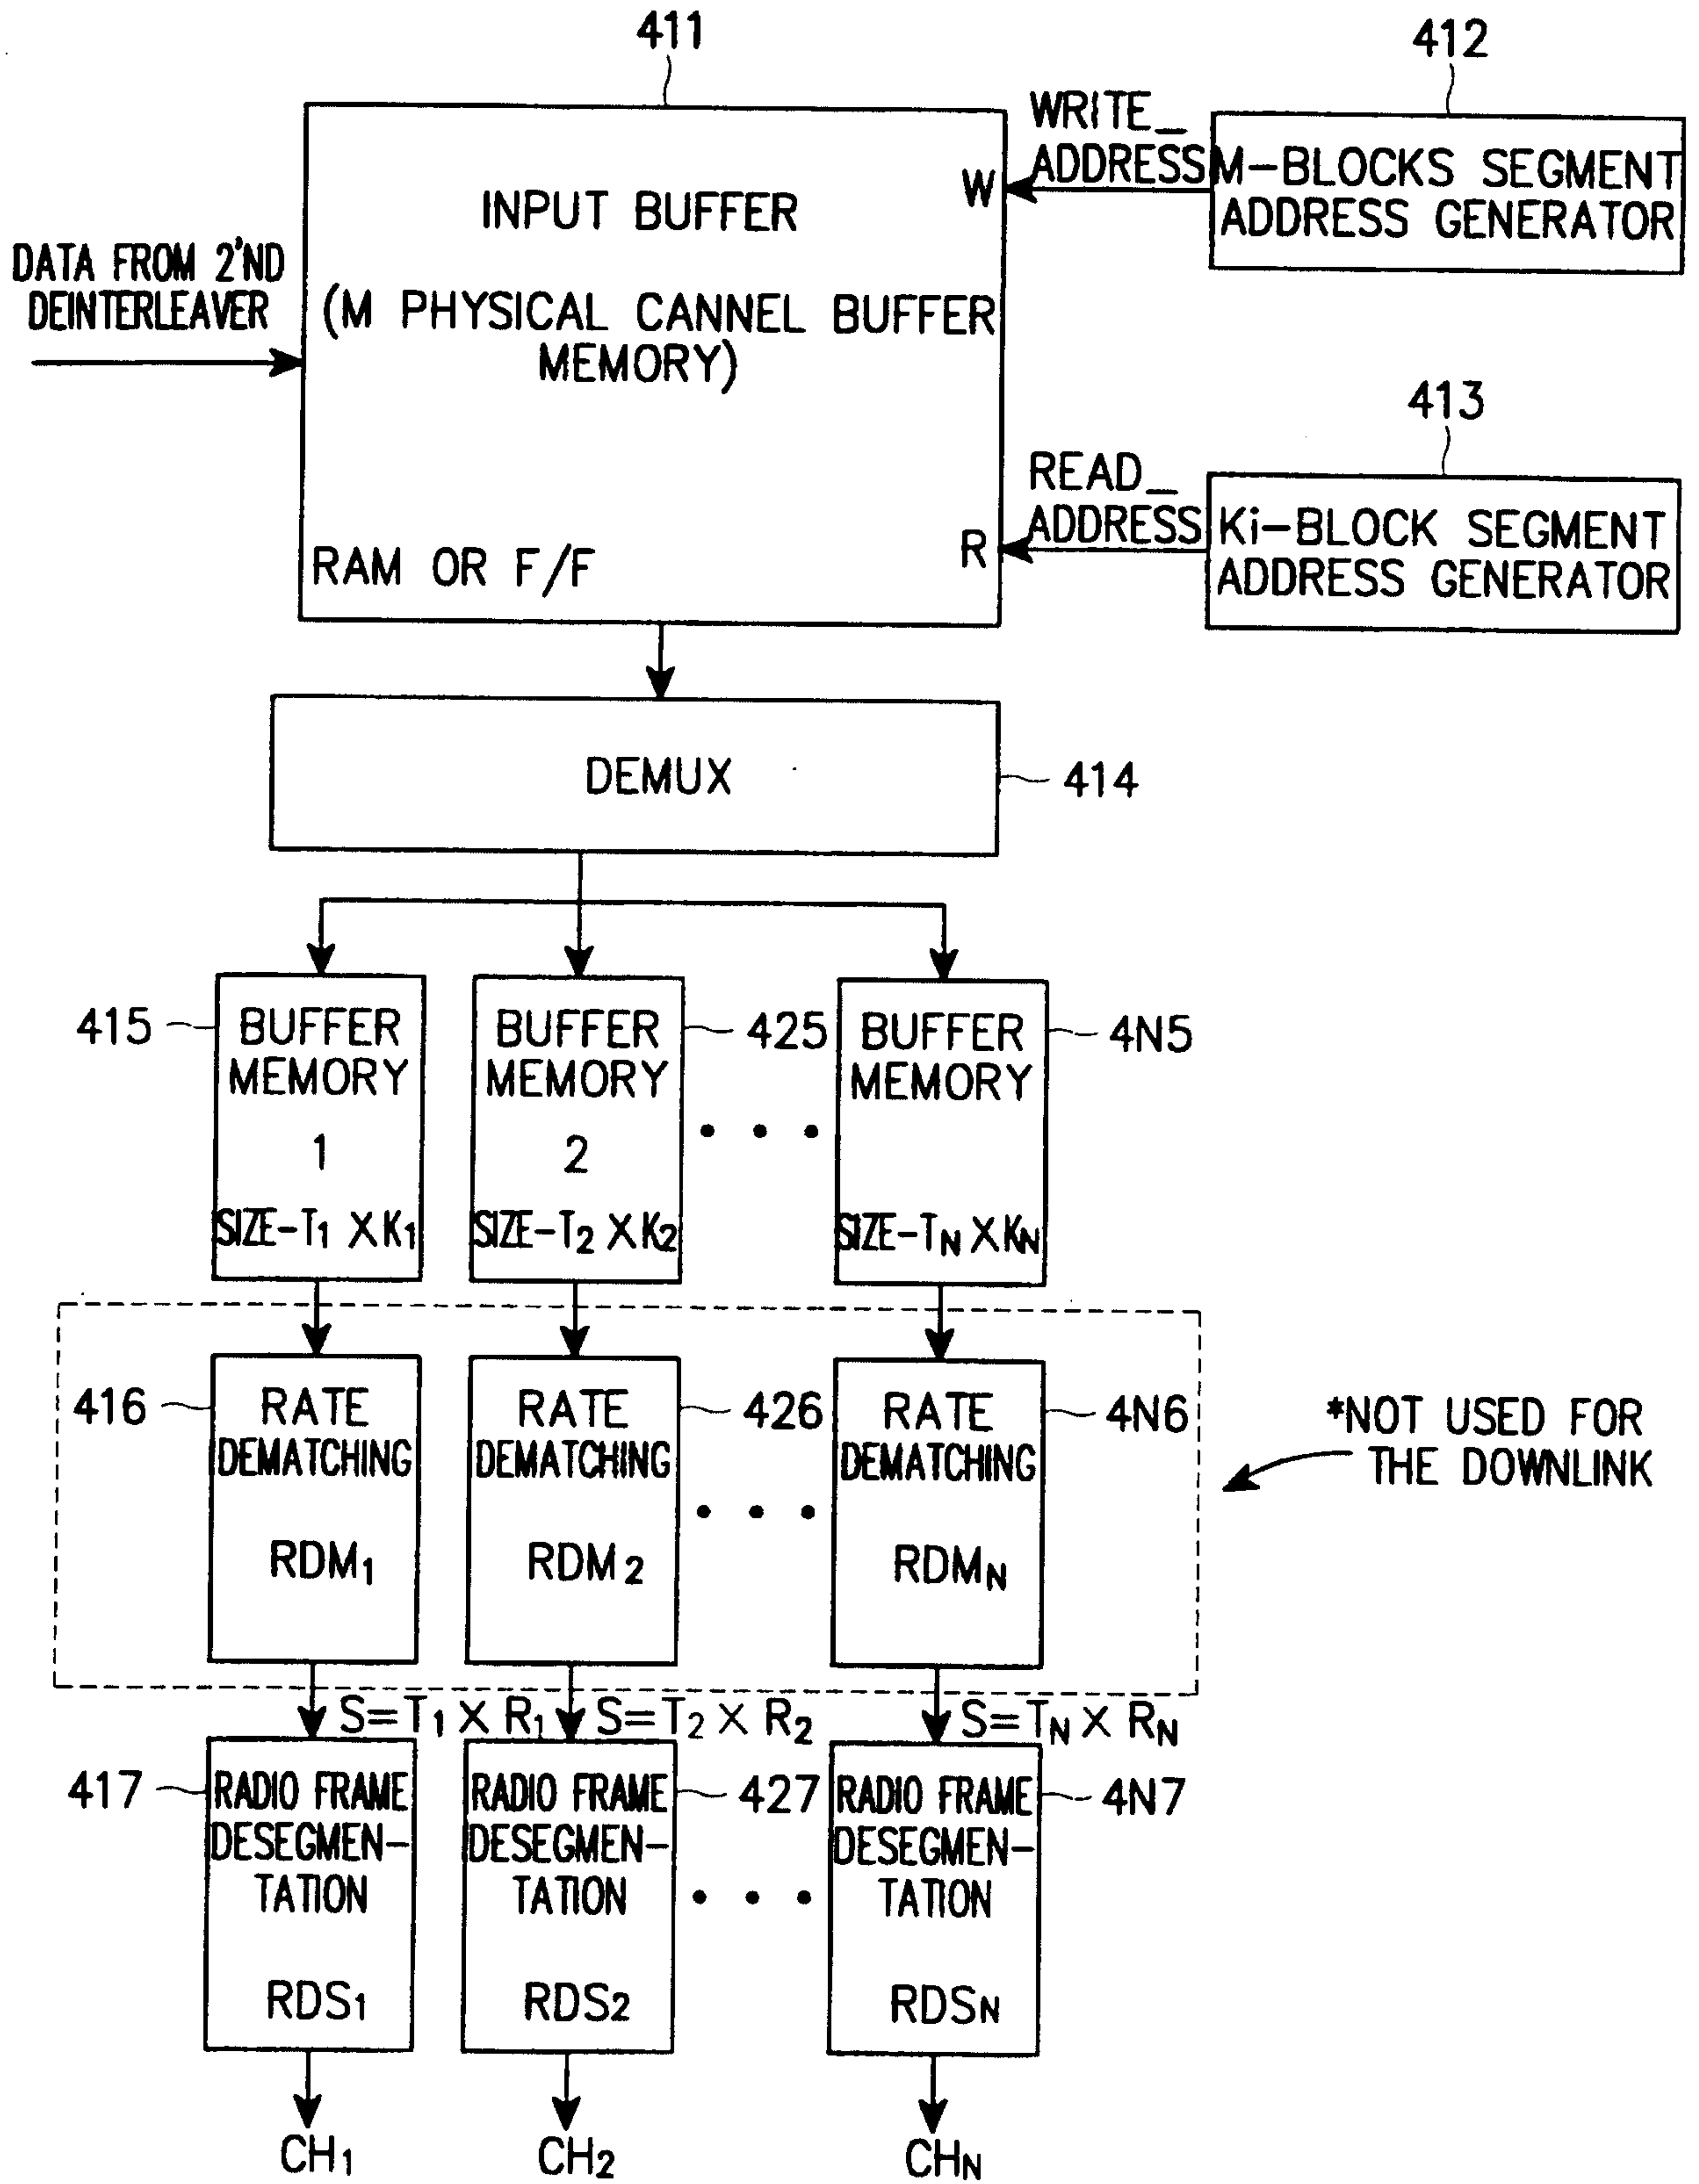 411
412
WRITE_
ADDRESS
M-BLOCKS SEGMENT
ADDRESS GENERATOR
W
INPUT BUFFER
DATA FROM 2'ND
DEINTERLEAVER
(M PHYSICAL CANNEL BUFFER
MEMORY)
413
READ_
ADDRESS
Ki-BLOCK SEGMENT
ADDRESS GENERATOR
R
RAM OR F/F
DEMUX
414
415
BUFFER
MEMORY
1
SIZE-T1 X K1
BUFFER
MEMORY
2
SIZE-T2 X K2
425
• • •
BUFFER
MEMORY
SIZE-TN X KN
4N5
416
RATE
DEMATCHING
RDM1
RATE
DEMATCHING
RDM2
426
• • •
RATE
DEMATCHING
RDMN
4N6
*NOT USED FOR
THE DOWNLINK
S=T1 X R1
S=T2 X R2
S=TN X RN
417
RADIO FRAME
DESEGMEN-
TATION
RDS1
RADIO FRAME
DESEGMEN-
TATION
RDS2
427
• • •
RADIO FRAME
DESEGMEN-
TATION
RDSN
4N7
CH1
CH2
CHN